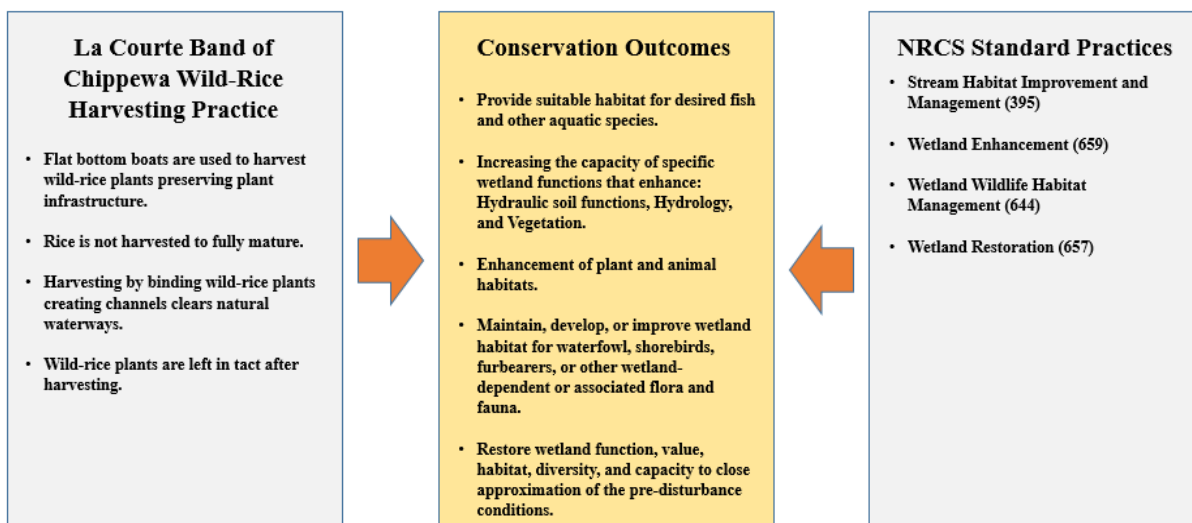 La Courte Band of
Chippewa Wild-Rice
Harvesting Practice
• Flat bottom boats are used to harvest
wild-rice plants preserving plant
infrastructure.
• Rice is not harvested to fully mature.
• Harvesting by binding wild-rice plants
creating channels clears natural
waterways.
• Wild-rice plants are left in tact after
harvesting.
Conservation Outcomes
• Provide suitable habitat for desired fish
and other aquatic species.
• Increasing the capacity of specific
wetland functions that enhance:
Hydraulic soil functions, Hydrology,
and Vegetation.
• Enhancement of plant and animal
habitats.
• Maintain, develop, or improve wetland
habitat for waterfowl, shorebirds,
furbearers, or other wetland-
dependent or associated flora and
fauna.
• Restore wetland function, value,
habitat, diversity, and capacity to close
approximation of the pre-disturbance
conditions.
NRCS Standard Practices
• Stream Habitat Improvement and
Management (395)
• Wetland Enhancement (659)
• Wetland Wildlife Habitat
Management (644)
• Wetland Restoration (657)